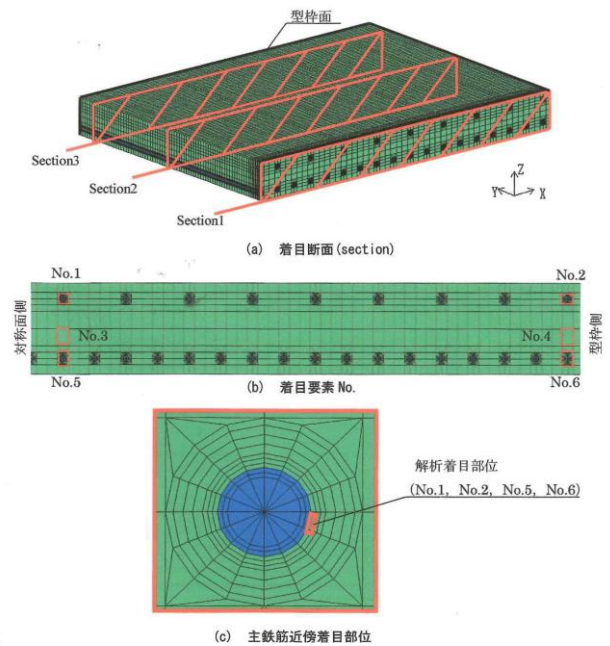 型枠面
Section3
Section2
Section1
Z
Y
X
(a) 着目断面(section)
No.1
No.2
対称面側
No.3
No.4
型枠側
No.5
No.6
(b) 着目要素 No.
解析着目部位
(No.1, No.2, No.5, No.6)
(c) 主鉄筋近傍着目部位